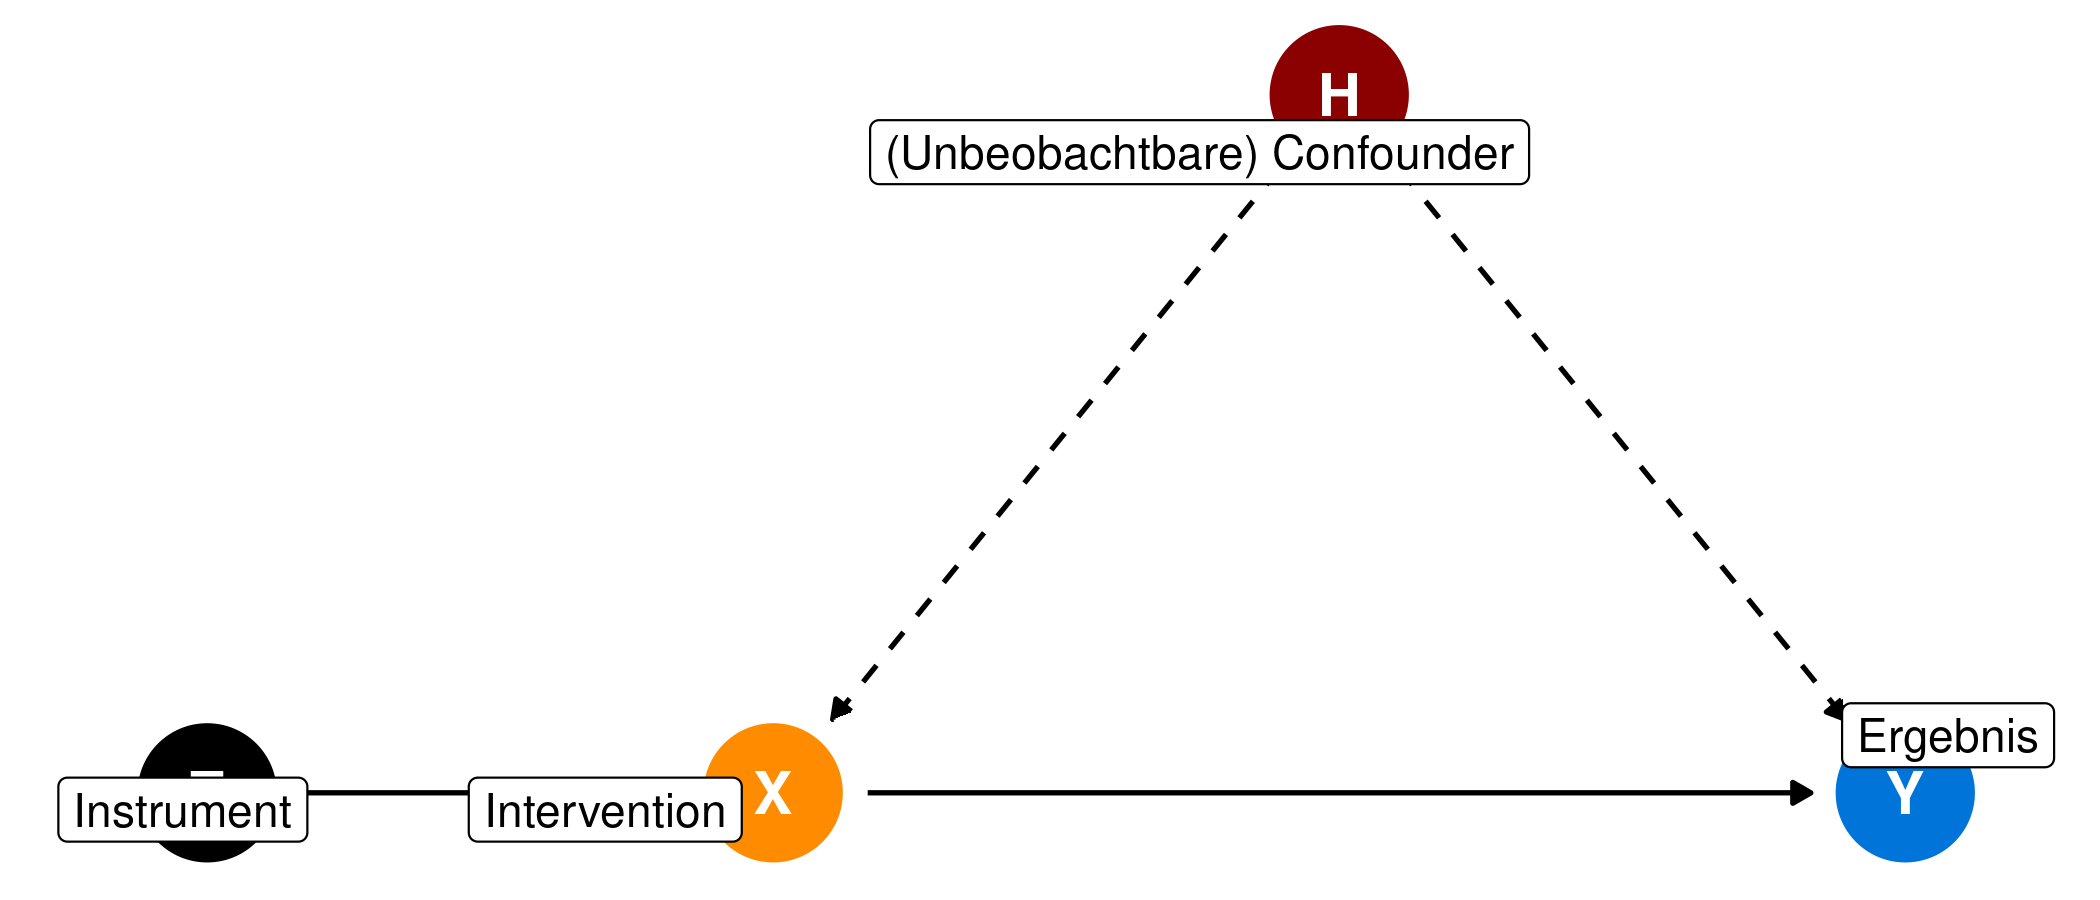 H
(Unbeobachtbare) Confounder
Ergebnis
Instrument
Intervention
X
Y